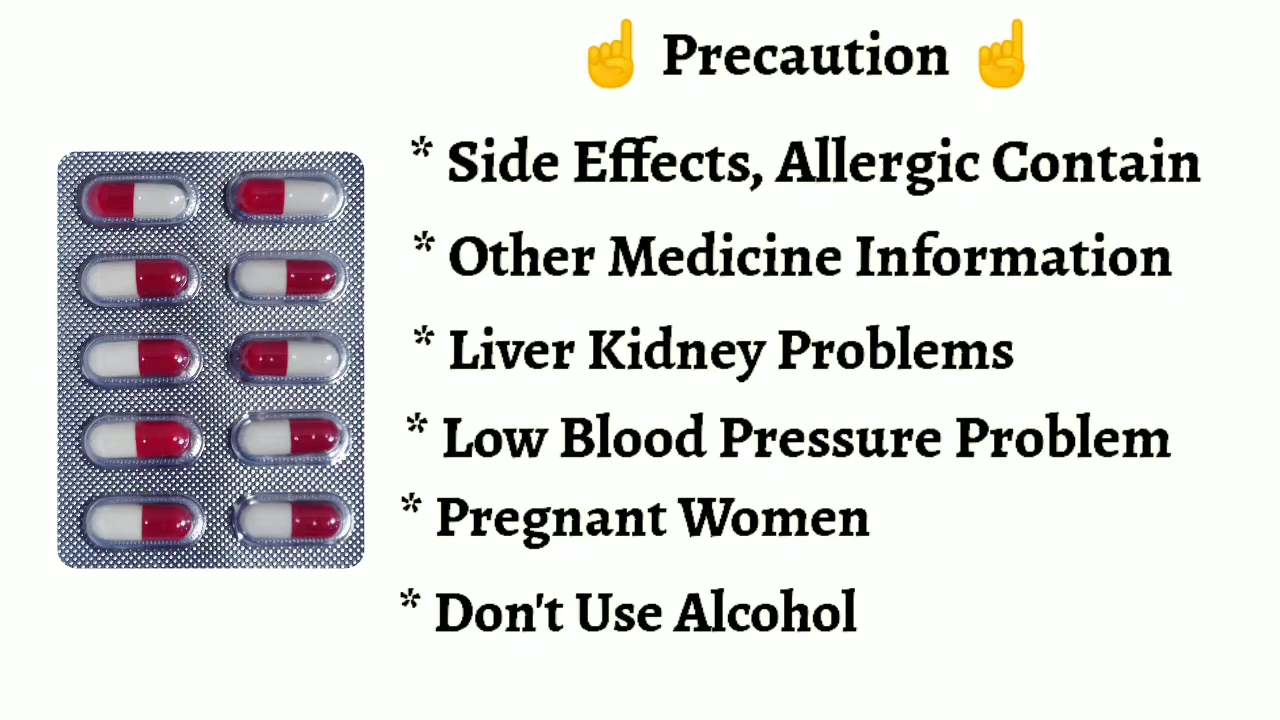 ☝ Precaution ☝
* Side Effects, Allergic Contain
* Other Medicine Information
* Liver Kidney Problems
* Low Blood Pressure Problem
* Pregnant Women
* Don't Use Alcohol